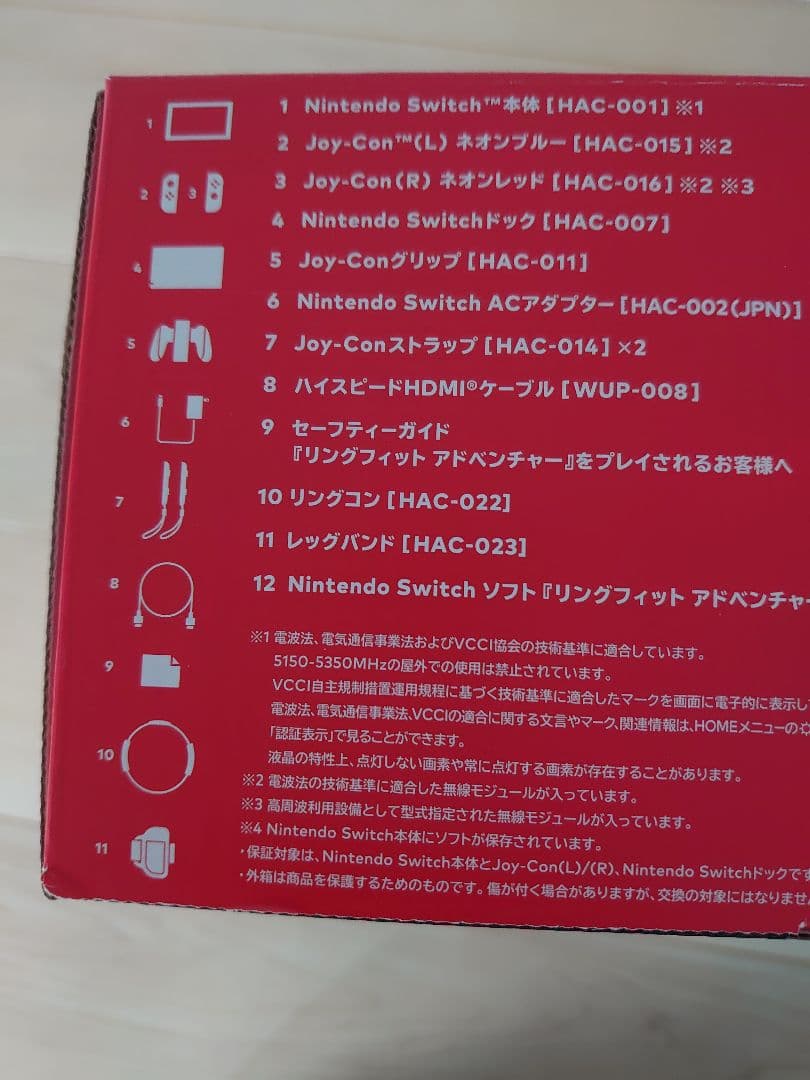 1 Nintendo Switch™本体 [HAC-001] ※1
2 Joy-Con™(L) ネオンブルー [HAC-015] ※2
3 Joy-Con(R) ネオンレッド [HAC-016] ※2 ※3
4 Nintendo Switchドック [HAC-007]
5 Joy-Conグリップ [HAC-011]
6 Nintendo Switch ACアダプター [HAC-002(JPN)]
7 Joy-Conストラップ [HAC-014] ×2
8 ハイスピードHDMI®ケーブル [WUP-008]
9 セーフティーガイド
『リングフィット アドベンチャー』をプレイされるお客様へ
10 リングコン [HAC-022]
11 レッグバンド [HAC-023]
12 Nintendo Switch ソフト『リングフィット アドベンチャー
※1 電波法、電気通信事業法およびVCCI協会の技術基準に適合しています。
5150-5350MHzの屋外での使用は禁止されています。
VCCI自主規制措置運用規程に基づく技術基準に適合したマークを画面に電子的に表示し
電波法、電気通信事業法、VCCIの適合に関する文言やマーク、関連情報は、HOMEメニューの
「認証表示」で見ることができます。
液晶の特性上、点灯しない画素や常に点灯する画素が存在することがあります。
※2 電波法の技術基準に適合した無線モジュールが入っています。
※3 高周波利用設備として型式指定された無線モジュールが入っています。
※4 Nintendo Switch本体にソフトが保存されています。
・保証対象は、Nintendo Switch本体とJoy-Con(L)/(R)、Nintendo Switchドックです
・外箱は商品を保護するためのものです。傷が付く場合がありますが、交換の対象にはなりません
1
2
3
4
5
6
7
8
9
10
11